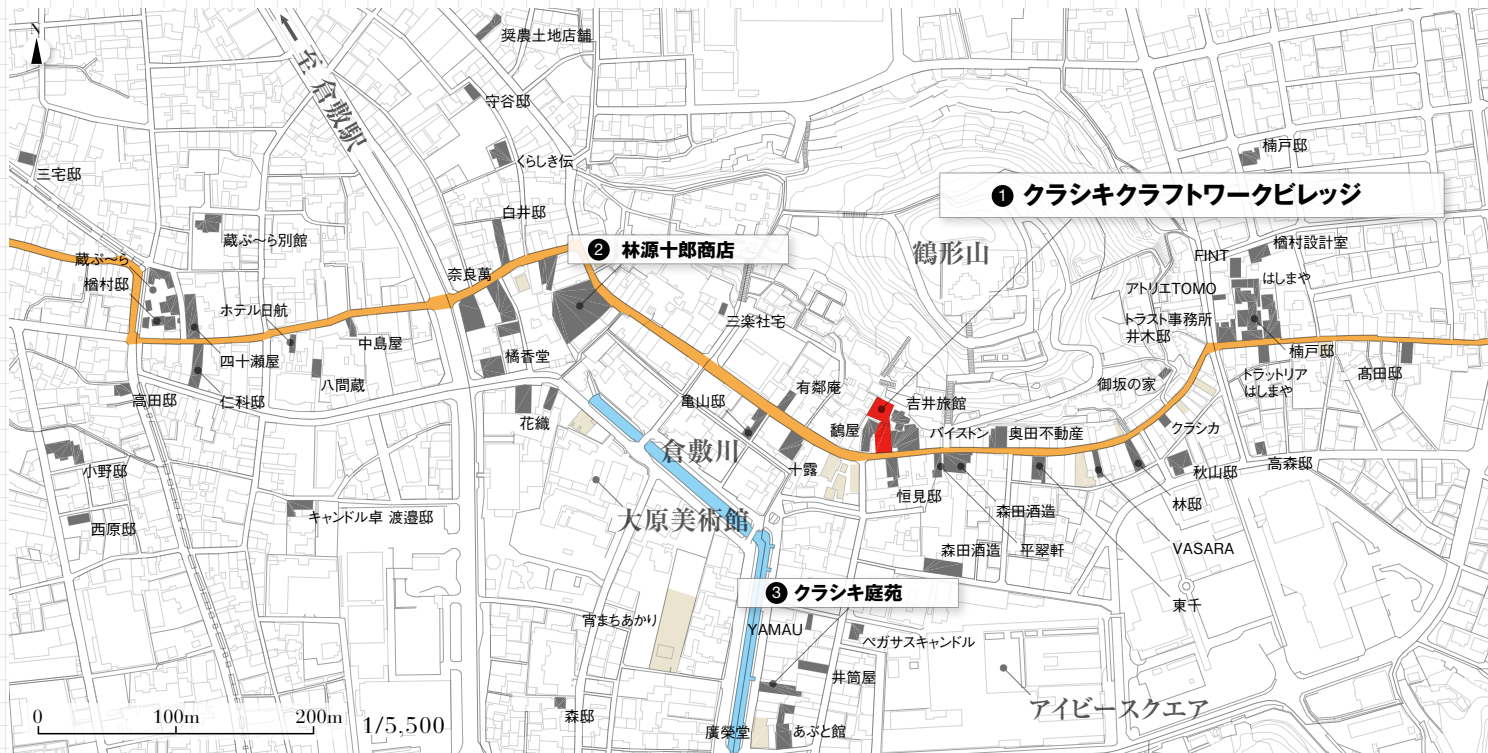 N
← 至 倉敷駅
奨農土地店舗
守谷邸
くらしき伝
三宅邸
楠戸邸
❶ クラシキクラフトワークビレッジ
白井邸
蔵ぷ〜ら別館
❷ 林源十郎商店
鶴形山
楢村設計室
FINT
はしまや
蔵ぷ〜ら
楢村邸
奈良萬
アトリエTOMO
ホテル日航
三楽社宅
トラスト事務所
井木邸
中島屋
四十瀬屋
橘香堂
楠戸邸
トラットリア
はしまや
髙田邸
八間蔵
有鄰庵
御坂の家
高田邸
仁科邸
亀山邸
吉井旅館
花織
鶴屋
バイストン
奥田不動産
クラシカ
倉敷川
小野邸
十露
高森邸
秋山邸
恒見邸
林邸
森田酒造
キャンドル卓 渡邉邸
大原美術館
西原邸
森田酒造
平翠軒
VASARA
❸ クラシキ庭苑
東千
宵まちあかり
YAMAU
ペガサスキャンドル
井筒屋
アイビースクエア
森邸
廣榮堂
あぶと館
0
100m
200m
1/5,500